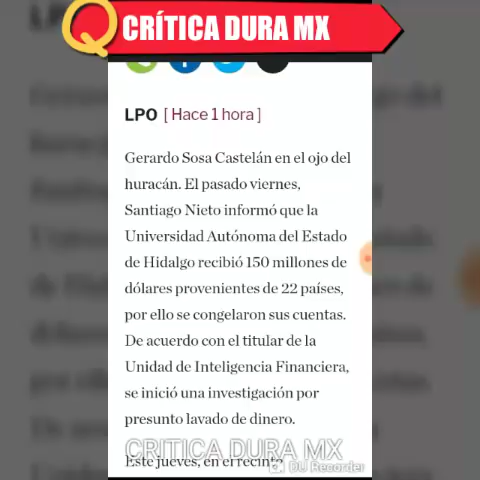 CRÍTICA DURA MX
LPO [ Hace 1 hora ]
Gerardo Sosa Castelán en el ojo del
huracán. El pasado viernes,
Santiago Nieto informó que la
Universidad Autónoma del Estado
de Hidalgo recibió 150 millones de
dólares provenientes de 22 países,
por ello se congelaron sus cuentas.
De acuerdo con el titular de la
Unidad de Inteligencia Financiera,
se inició una investigación por
presunto lavado de dinero.
CRITICA DURA MX
Este jueves, en el recinto
DU Recorder